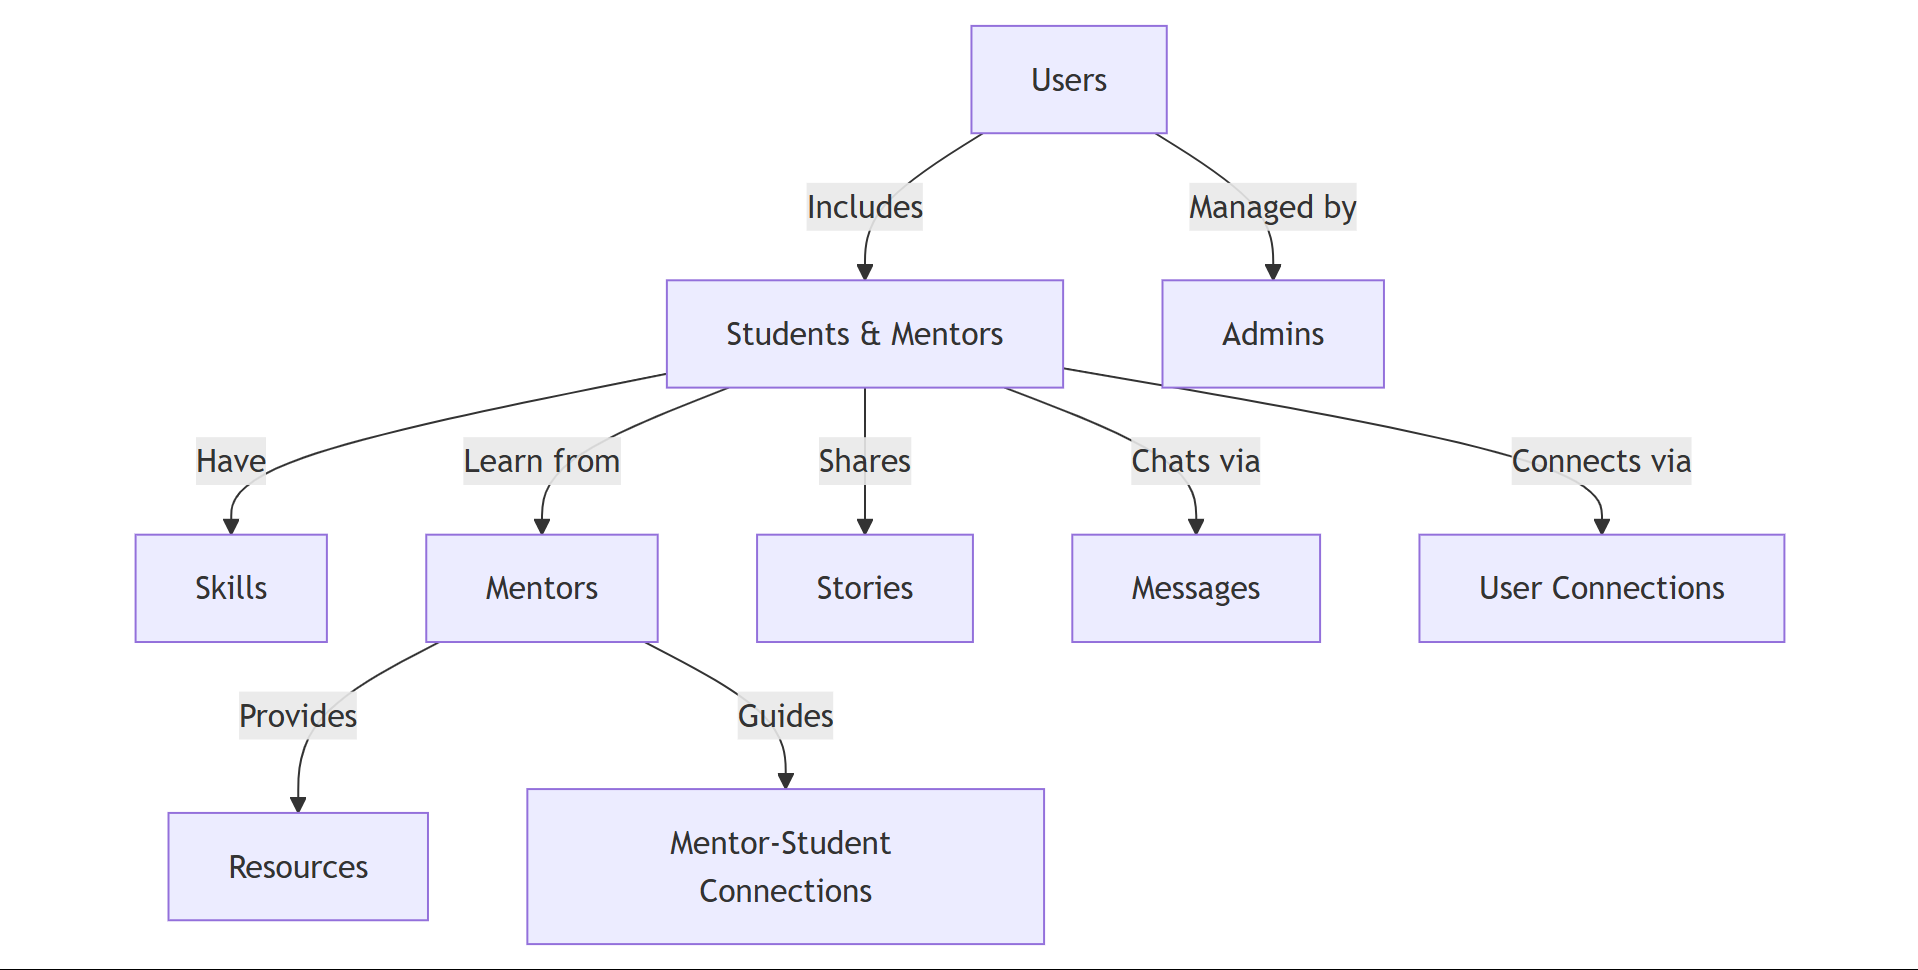 Users
Includes
Managed by
Students & Mentors
Admins
Have
Learn from
Shares
Chats via
Connects via
Skills
Mentors
Stories
Messages
User Connections
Provides
Guides
Resources
Mentor-Student
Connections